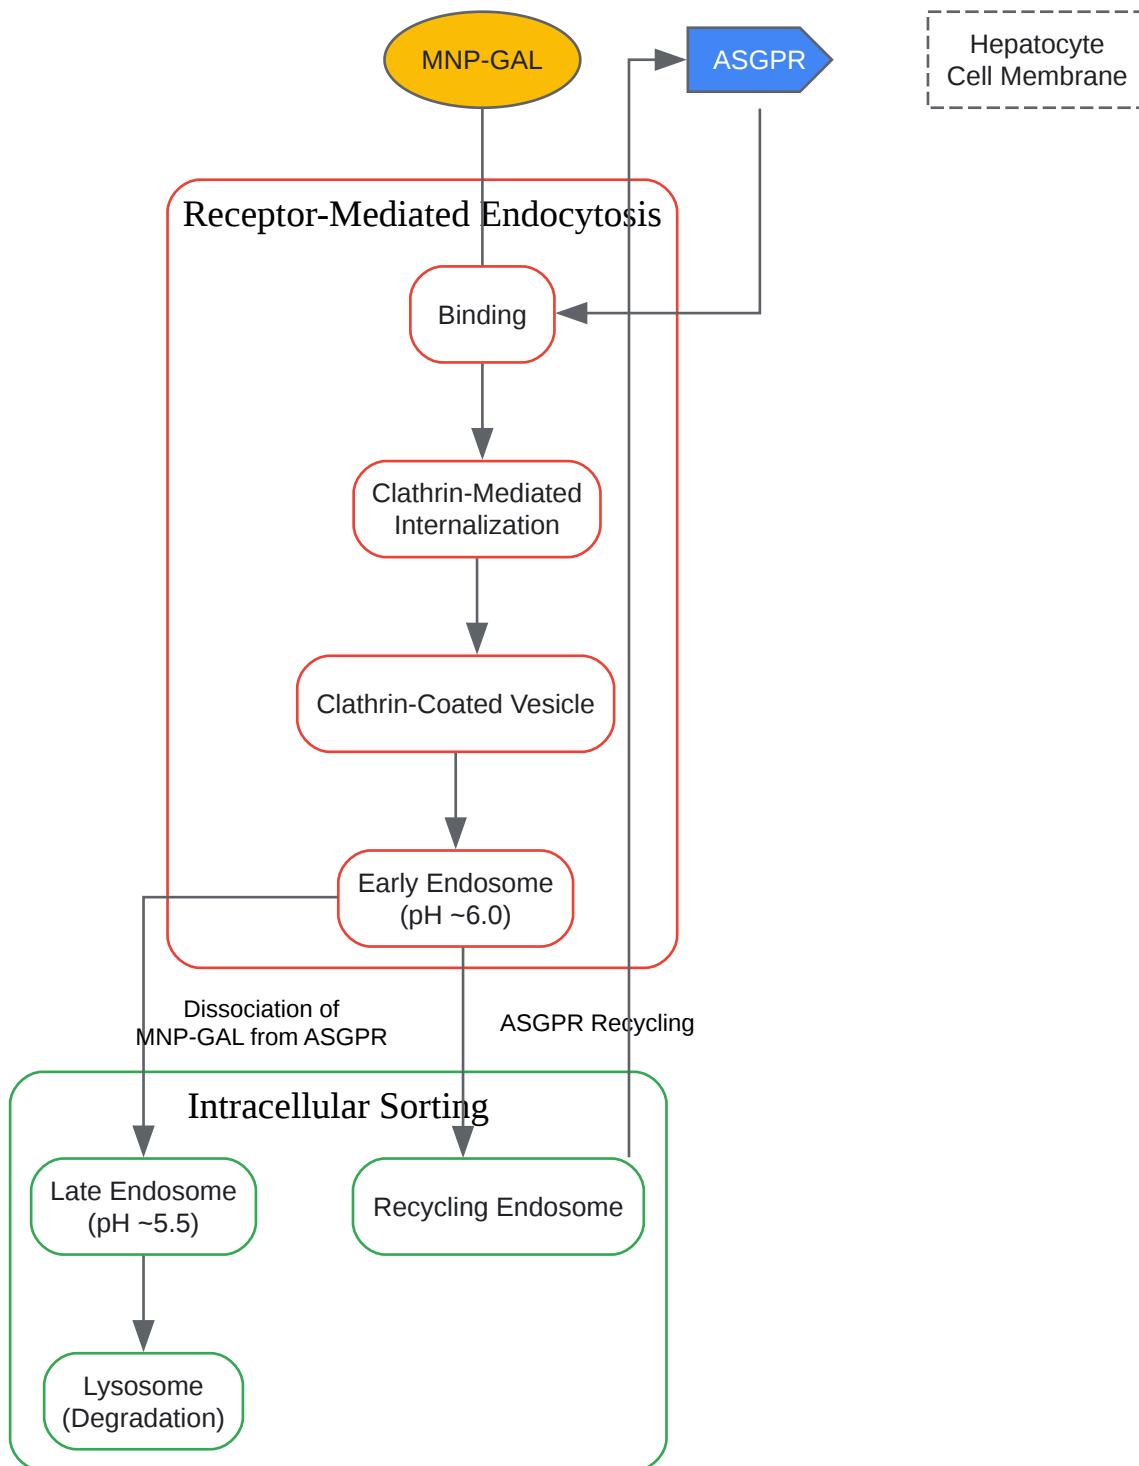 MNP-GAL
ASGPR
Hepatocyte
Cell Membrane
Receptor-Mediated Endocytosis
Binding
Clathrin-Mediated
Internalization
Clathrin-Coated Vesicle
Early Endosome
(pH ~6.0)
Dissociation of
MNP-GAL from ASGPR
ASGPR Recycling
Intracellular Sorting
Late Endosome
(pH ~5.5)
Recycling Endosome
Lysosome
(Degradation)